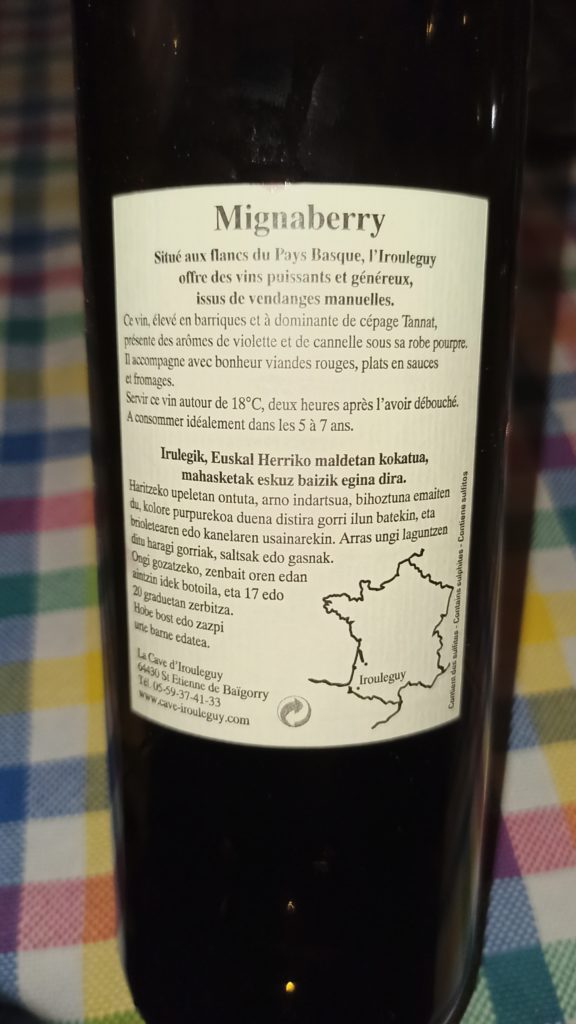 Mignaberry
Situé aux flancs du Pays Basque, l'Irouleguy
offre des vins puissants et généreux,
issus de vendanges manuelles.
Ce vin, élevé en barriques et à dominante de cépage Tannat,
présente des arômes de violette et de cannelle sous sa robe pourpre.
Il accompagne avec bonheur viandes rouges, plats en sauces
et fromages.
Servir ce vin autour de 18°C, deux heures après l'avoir débouché.
A consommer idéalement dans les 5 à 7 ans.
Irulegik, Euskal Herriko maldetan kokatua,
mahasketak eskuz baizik egina dira.
Haritzeko upeletan ontuta, arno indartsua, bihoztuna emaiten
du, kolore purpurekoa duena distira gorri ilun batekin, eta
brioletearen edo kanelaren usainarekin. Arras ungi laguntzen
ditu haragi gorriak, saltsak edo gasnak.
Ongi gozatzeko, zenbait oren edan
aintzin idek botoila, eta 17 edo
20 graduetan zerbitza.
Hobe bost edo zazpi
urte barne edatea.
La Cave d'Irouleguy
64430 St Etienne de Baïgorry
Tél. 05-59-37-41-33
www.cave-irouleguy.com
Irouleguy
Contient des sulfites - Contains sulphites - Contiene sulfitos